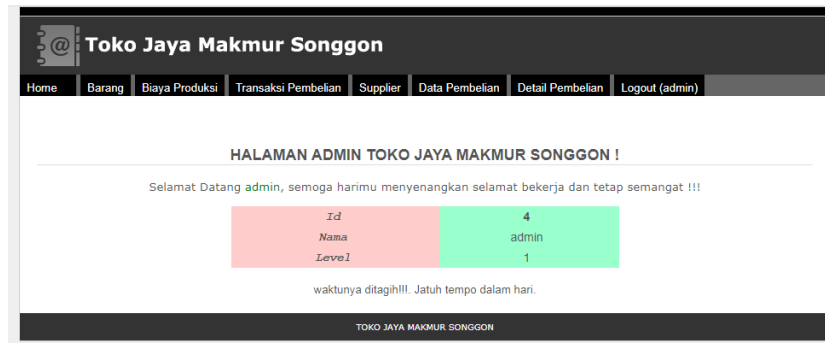 @ Toko Jaya Makmur Songgon
Home Barang Biaya Produksi Transaksi Pembelian Supplier Data Pembelian Detail Pembelian Logout (admin)
HALAMAN ADMIN TOKO JAYA MAKMUR SONGGON !
Selamat Datang admin, semoga harimu menyenangkan selamat bekerja dan tetap semangat !!!
Id 4
Nama admin
Level 1
waktunya ditagih!!!. Jatuh tempo dalam hari.
TOKO JAYA MAKMUR SONGGON